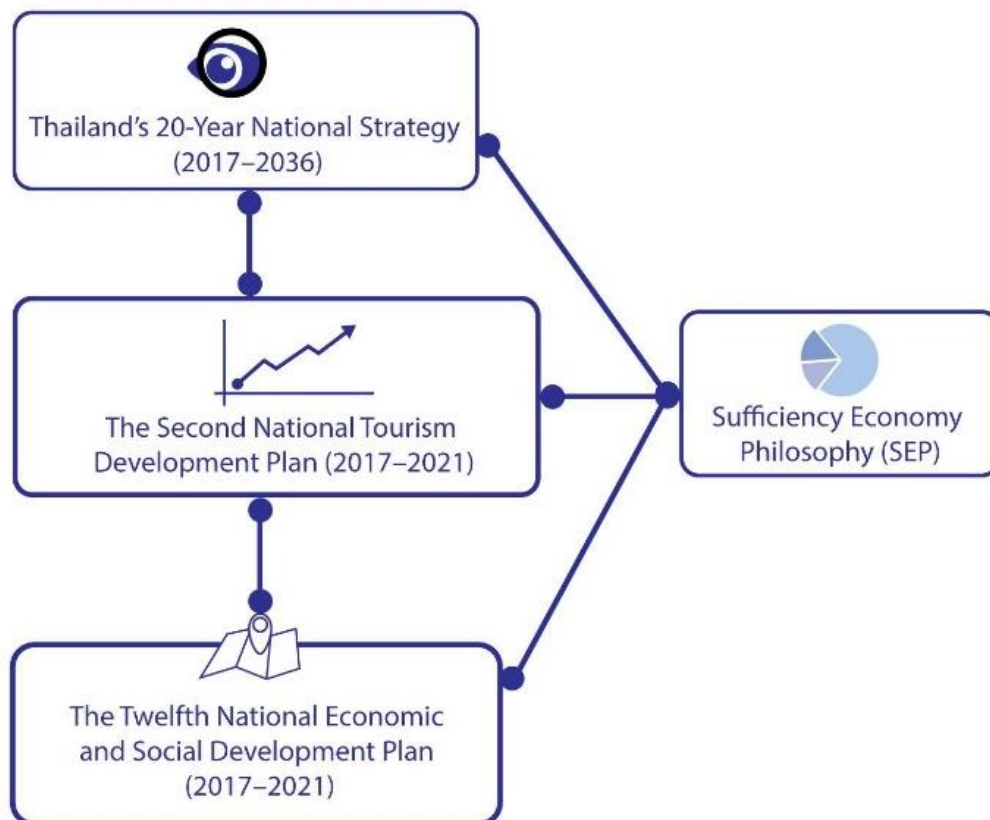 Thailand's 20-Year National Strategy
(2017–2036)
The Second National Tourism
Development Plan (2017–2021)
Sufficiency Economy
Philosophy (SEP)
The Twelfth National Economic
and Social Development Plan
(2017–2021)